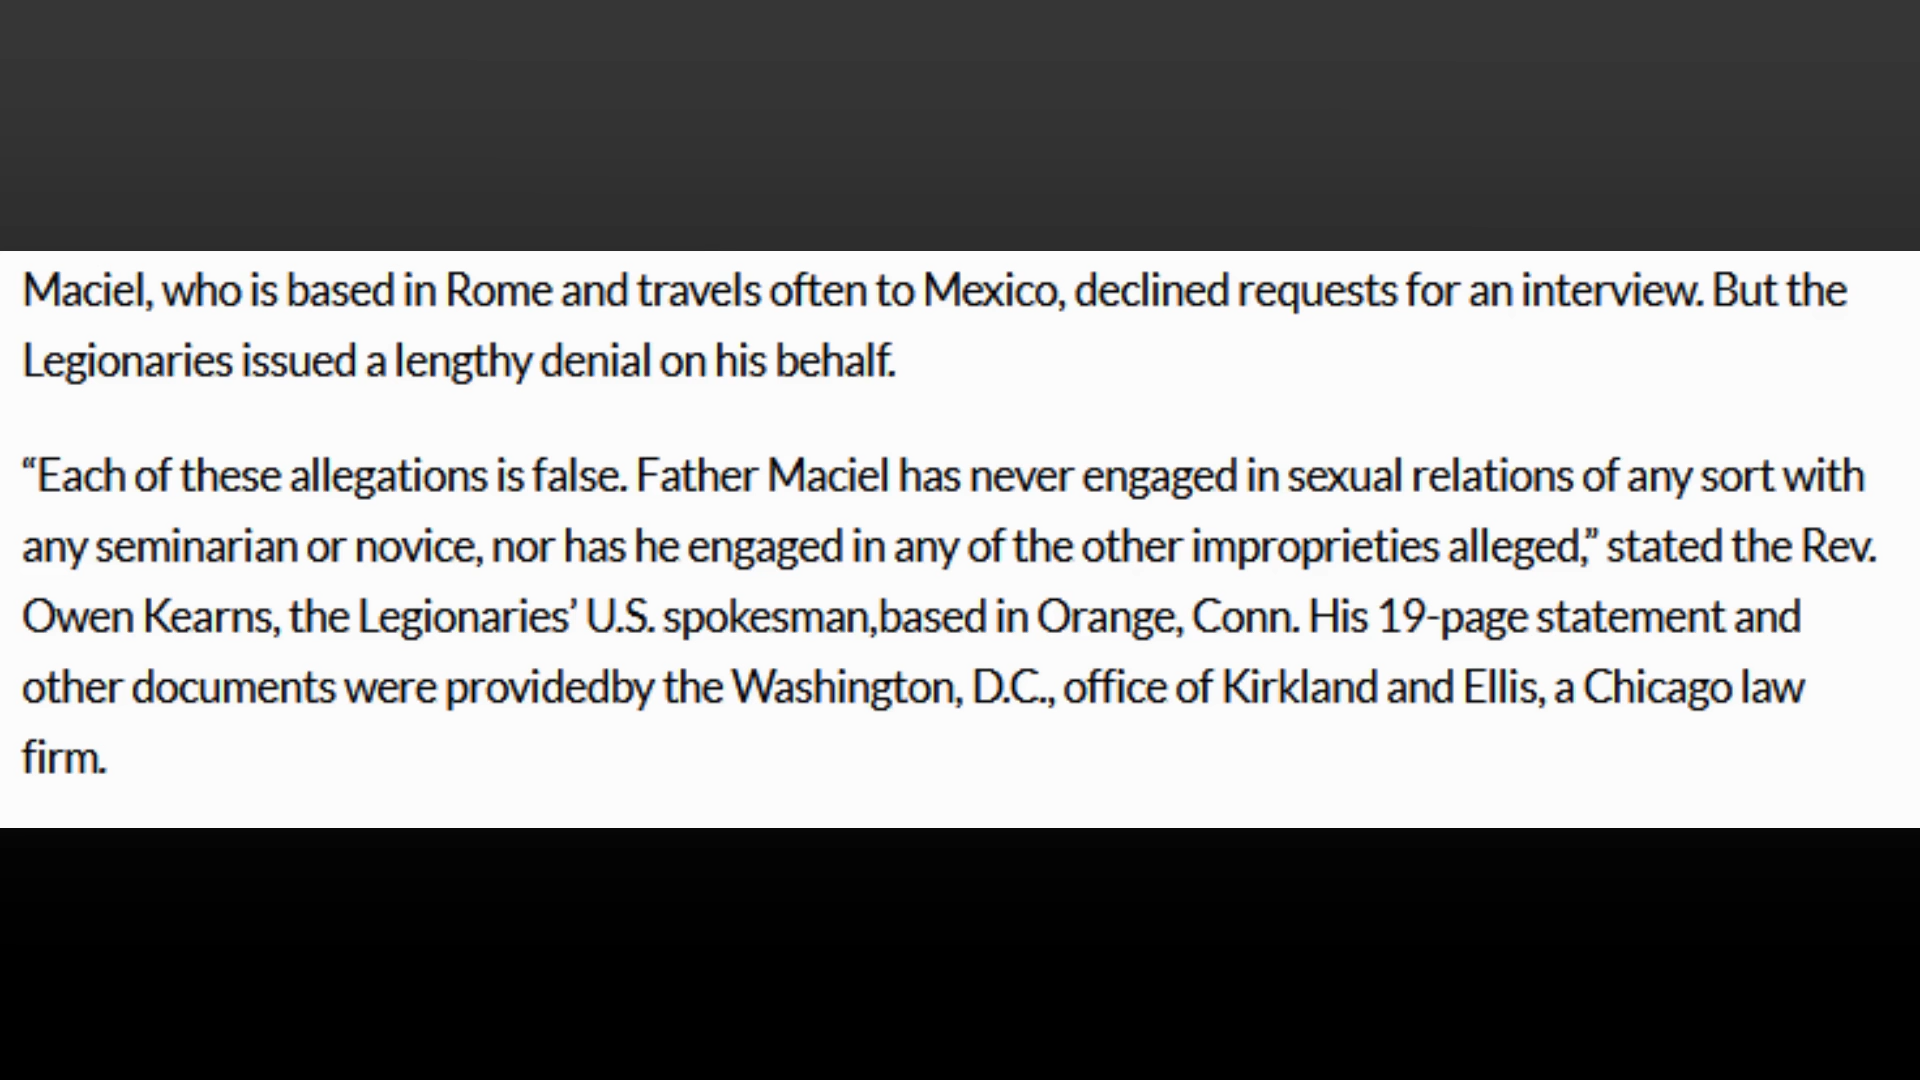 Maciel, who is based in Rome and travels often to Mexico, declined requests for an interview. But the
Legionaries issued a lengthy denial on his behalf.
“Each of these allegations is false. Father Maciel has never engaged in sexual relations of any sort with
any seminarian or novice, nor has he engaged in any of the other improprieties alleged,” stated the Rev.
Owen Kearns, the Legionaries’ U.S. spokesman,based in Orange, Conn. His 19-page statement and
other documents were providedby the Washington, D.C., office of Kirkland and Ellis, a Chicago law
firm.